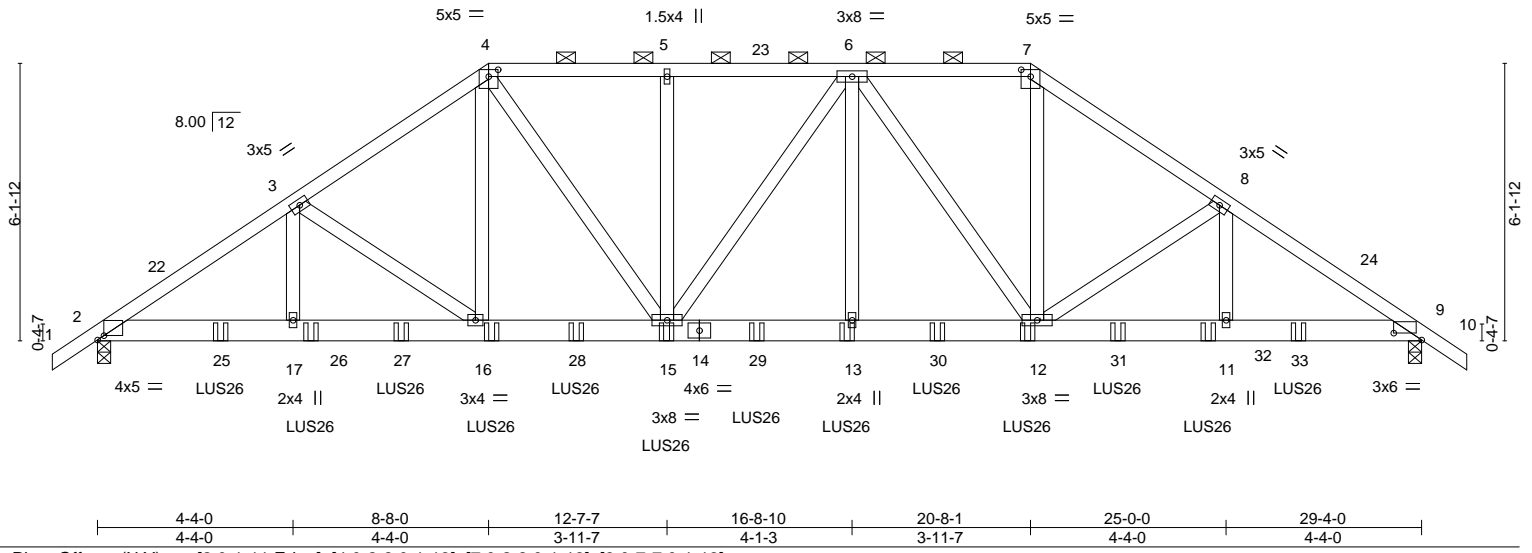 5x5 =
1.5x4 ||
3x8 =
5x5 =
4
5
23
6
7
8.00 12
3x5
3x5
3
8
6-1-12
6-1-12
22
24
2
9
1
10
0-4-7
0-4-7
25
17
26
27
16
28
15
14
29
13
30
12
31
11
32
33
4x5 =
LUS26
LUS26
LUS26
4x6 =
LUS26
LUS26
LUS26
3x6 =
2x4 ||
3x4 =
3x8 =
LUS26
2x4 ||
3x8 =
2x4 ||
LUS26
LUS26
LUS26
LUS26
LUS26
LUS26
4-4-0
8-8-0
12-7-7
16-8-10
20-8-1
25-0-0
29-4-0
4-4-0
4-4-0
3-11-7
4-1-3
3-11-7
4-4-0
4-4-0